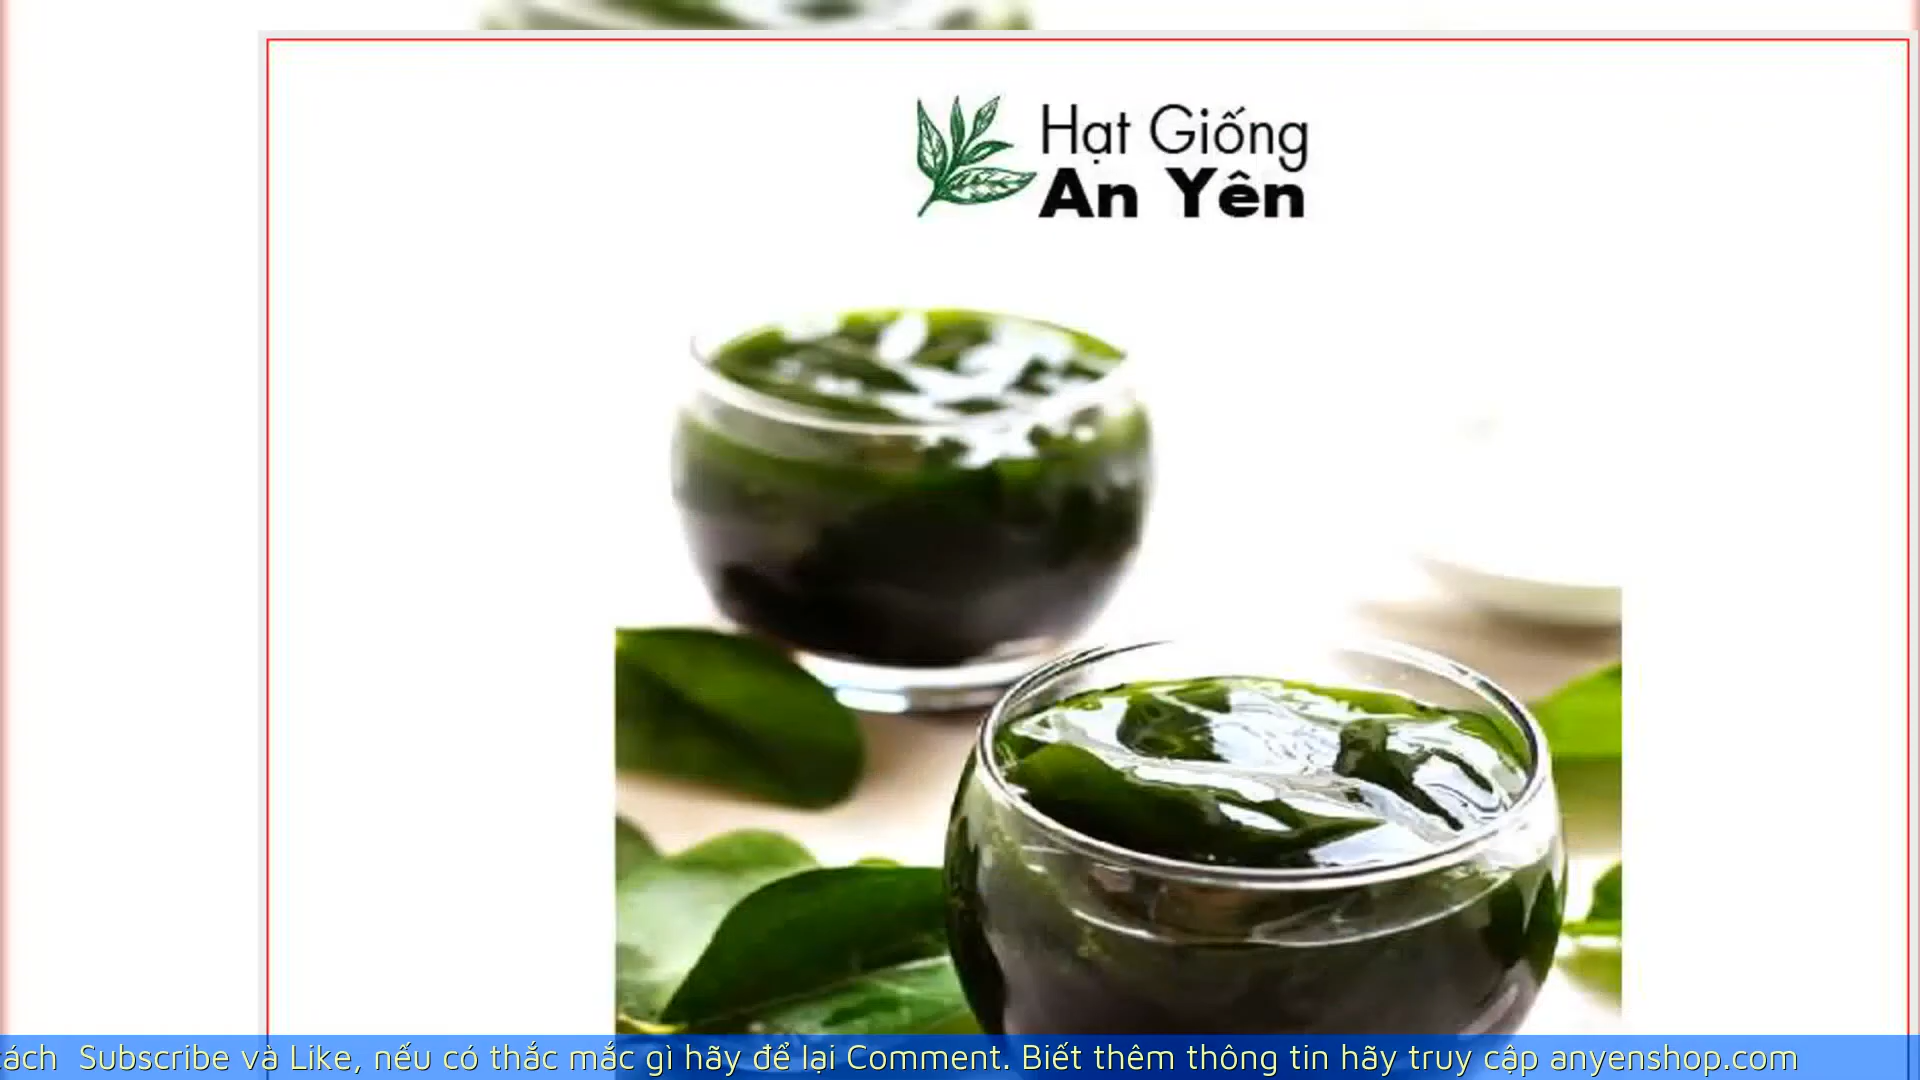 Hạt Giống
An Yên
cách Subscribe và Like, nếu có thắc mắc gì hãy để lại Comment. Biết thêm thông tin hãy truy cập anyenshop.com